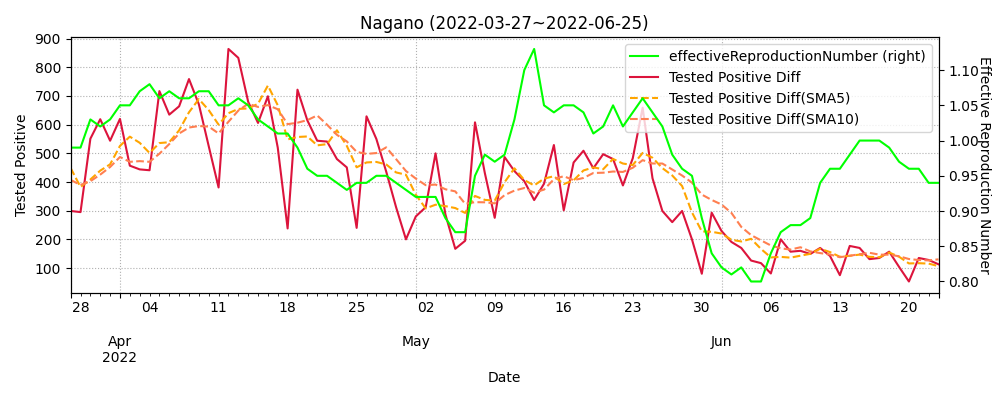 Nagano (2022-03-27~2022-06-25)
effectiveReproductionNumber (right)
Tested Positive Diff
Tested Positive Diff(SMA5)
Tested Positive Diff(SMA10)
Tested Positive
900
800
700
600
500
400
300
200
100
Effective Reproduction Number
1.10
1.05
1.00
0.95
0.90
0.85
0.80
28 04 11 18 25 02 09 16 23 30 06 13 20
Apr May Jun
2022
Date